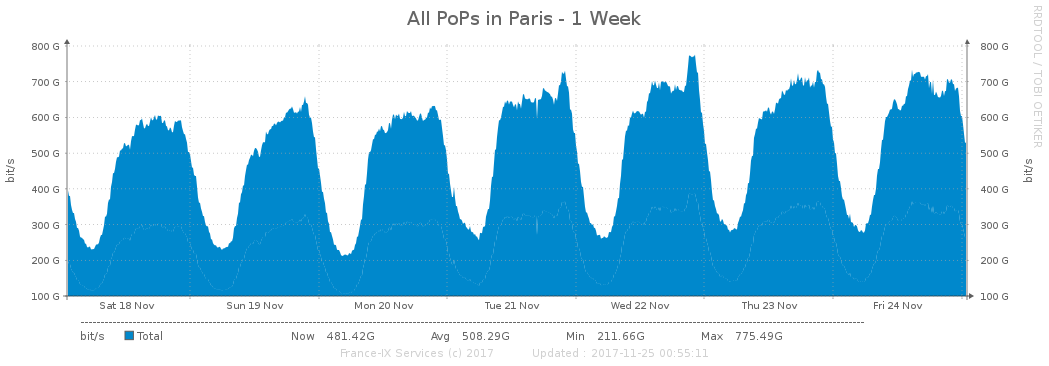 All PoPs in Paris - 1 Week
RRDTOOL / TOBI OETIKER
800 G 800 G
700 G 700 G
600 G 600 G
500 G 500 G
400 G 400 G
300 G 300 G
200 G 200 G
100 G 100 G
bit/s bit/s
Sat 18 Nov Sun 19 Nov Mon 20 Nov Tue 21 Nov Wed 22 Nov Thu 23 Nov Fri 24 Nov
bit/s Total Now 481.42G Avg 508.29G Min 211.66G Max 775.49G
France-IX Services (c) 2017 Updated : 2017-11-25 00:55:11